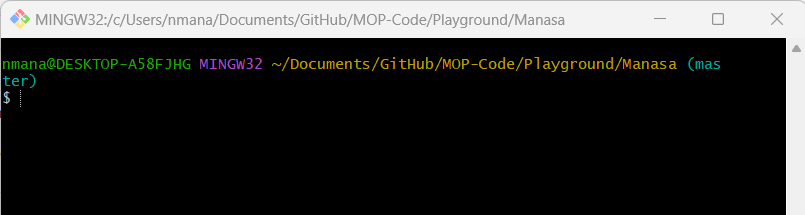 MINGW32:/c/Users/nmana/Documents/GitHub/MOP-Code/Playground/Manasa
nmana@DESKTOP-A58FJHG MINGW32 ~/Documents/GitHub/MOP-Code/Playground/Manasa (mas
ter)
$